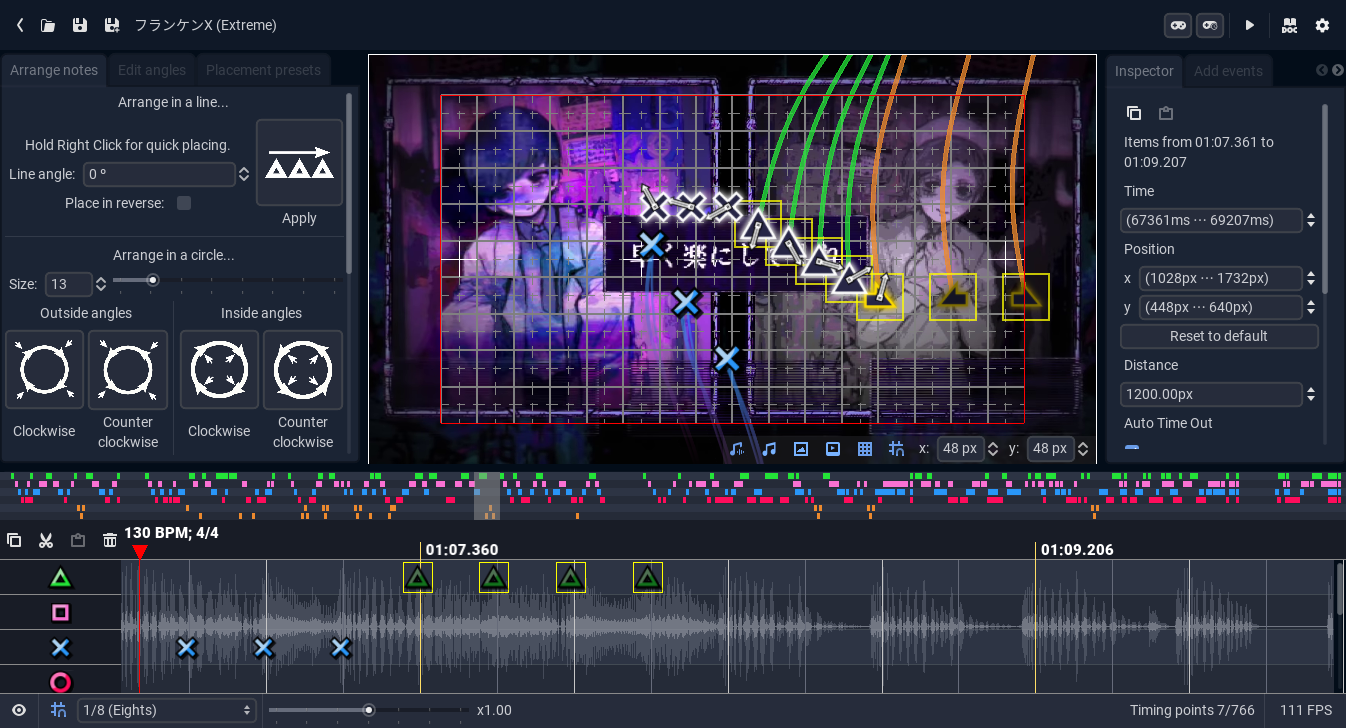 フランケンX (Extreme)
Arrange notes
Edit angles
Placement presets
Arrange in a line...
Hold Right Click for quick placing.
Line angle:
0 º
Place in reverse:
Apply
Arrange in a circle...
Size:
13
Outside angles
Inside angles
Clockwise
Counter
clockwise
Clockwise
Counter
clockwise
x:
48 px
y:
48 px
DOC
Inspector
Add events
Items from 01:07.361 to
01:09.207
Time
(67361ms ··· 69207ms)
Position
x
(1028px ··· 1732px)
y
(448px ··· 640px)
Reset to default
Distance
1200.00px
Auto Time Out
130 BPM; 4/4
01:07.360
01:09.206
1/8 (Eights)
x1.00
Timing points 7/766
111 FPS